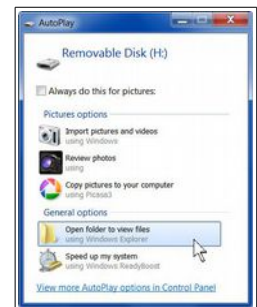 AutoPlay
Removable Disk (H:)
Always do this for pictures:
Pictures options
Import pictures and videos
using Windows
Review photos
using
Copy pictures to your computer
using Picasa3
General options
Open folder to view files
using Windows Explorer
Speed up my system
using Windows ReadyBoost
View more AutoPlay options in Control Panel